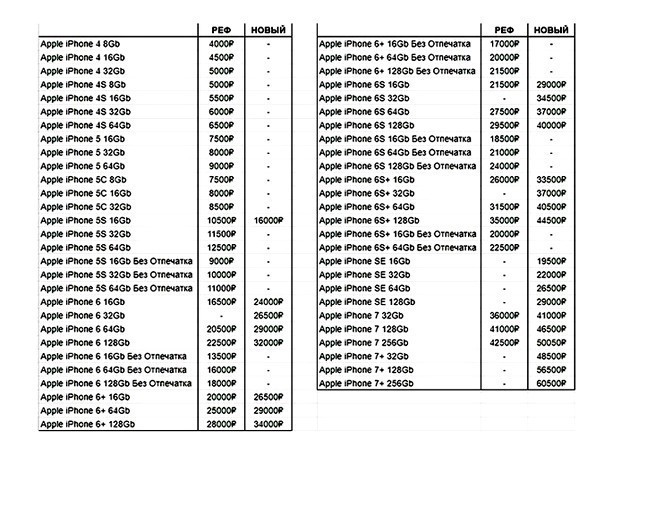 РЕФ НОВЫЙ
Apple iPhone 4 8Gb 4000₽ -
Apple iPhone 4 16Gb 4500₽ -
Apple iPhone 4 32Gb 5000₽ -
Apple iPhone 4S 8Gb 5000₽ -
Apple iPhone 4S 16Gb 5500₽ -
Apple iPhone 4S 32Gb 6000₽ -
Apple iPhone 4S 64Gb 6500₽ -
Apple iPhone 5 16Gb 7500₽ -
Apple iPhone 5 32Gb 8000₽ -
Apple iPhone 5 64Gb 9000₽ -
Apple iPhone 5C 8Gb 7500₽ -
Apple iPhone 5C 16Gb 8000₽ -
Apple iPhone 5C 32Gb 8500₽ -
Apple iPhone 5S 16Gb 10500₽ 16000₽
Apple iPhone 5S 32Gb 11500₽ -
Apple iPhone 5S 64Gb 12500₽ -
Apple iPhone 5S 16Gb Без Отпечатка 9000₽ -
Apple iPhone 5S 32Gb Без Отпечатка 10000₽ -
Apple iPhone 5S 64Gb Без Отпечатка 11000₽ -
Apple iPhone 6 16Gb 16500₽ 24000₽
Apple iPhone 6 32Gb - 26500₽
Apple iPhone 6 64Gb 20500₽ 29000₽
Apple iPhone 6 128Gb 22500₽ 32000₽
Apple iPhone 6 16Gb Без Отпечатка 13500₽ -
Apple iPhone 6 64Gb Без Отпечатка 16000₽ -
Apple iPhone 6 128Gb Без Отпечатка 18000₽ -
Apple iPhone 6+ 16Gb 20000₽ 26500₽
Apple iPhone 6+ 64Gb 25000₽ 29000₽
Apple iPhone 6+ 128Gb 28000₽ 34000₽
РЕФ НОВЫЙ
Apple iPhone 6+ 16Gb Без Отпечатка 17000₽ -
Apple iPhone 6+ 64Gb Без Отпечатка 20000₽ -
Apple iPhone 6+ 128Gb Без Отпечатка 21500₽ -
Apple iPhone 6S 16Gb 21500₽ 29000₽
Apple iPhone 6S 32Gb - 34500₽
Apple iPhone 6S 64Gb 27500₽ 37000₽
Apple iPhone 6S 128Gb 29500₽ 40000₽
Apple iPhone 6S 16Gb Без Отпечатка 18500₽ -
Apple iPhone 6S 64Gb Без Отпечатка 21000₽ -
Apple iPhone 6S 128Gb Без Отпечатка 24000₽ -
Apple iPhone 6S+ 16Gb 26000₽ 33500₽
Apple iPhone 6S+ 32Gb - 37000₽
Apple iPhone 6S+ 64Gb 31500₽ 40500₽
Apple iPhone 6S+ 128Gb 35000₽ 44500₽
Apple iPhone 6S+ 16Gb Без Отпечатка 20000₽ -
Apple iPhone 6S+ 64Gb Без Отпечатка 22500₽ -
Apple iPhone SE 16Gb - 19500₽
Apple iPhone SE 32Gb - 22000₽
Apple iPhone SE 64Gb - 26500₽
Apple iPhone SE 128Gb - 29000₽
Apple iPhone 7 32Gb 36000₽ 41000₽
Apple iPhone 7 128Gb 41000₽ 46500₽
Apple iPhone 7 256Gb 42500₽ 50050₽
Apple iPhone 7+ 32Gb - 48500₽
Apple iPhone 7+ 128Gb - 56500₽
Apple iPhone 7+ 256Gb - 60500₽